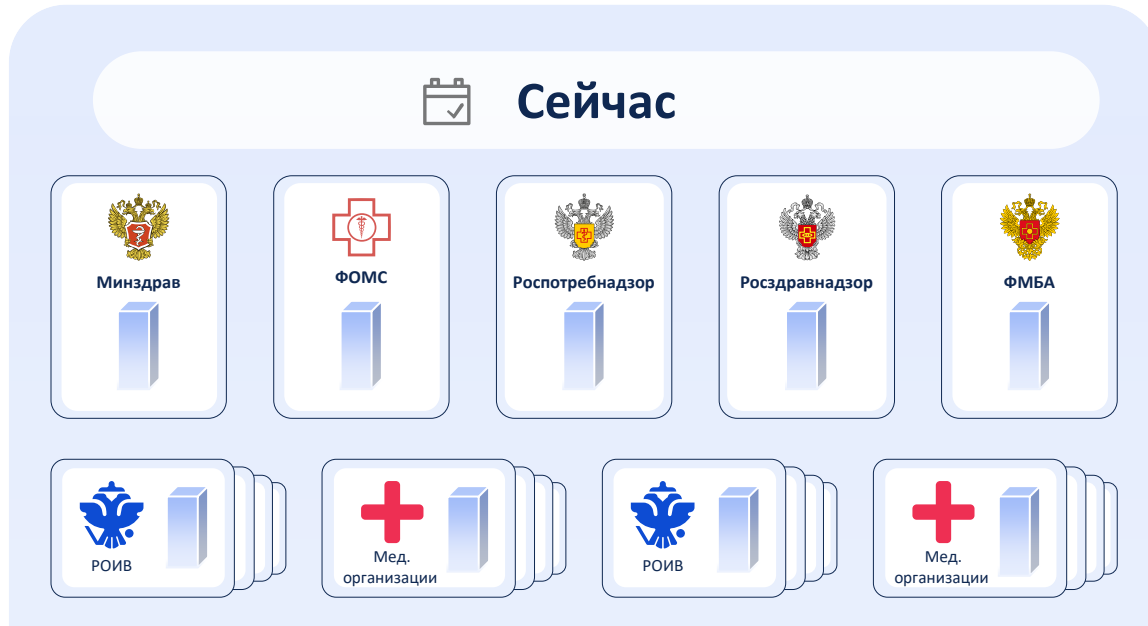 Сейчас
Минздрав
ФОМС
Роспотребнадзор
Росздравнадзор
ФМБА
РОИВ
Мед.
организации
РОИВ
Мед.
организации